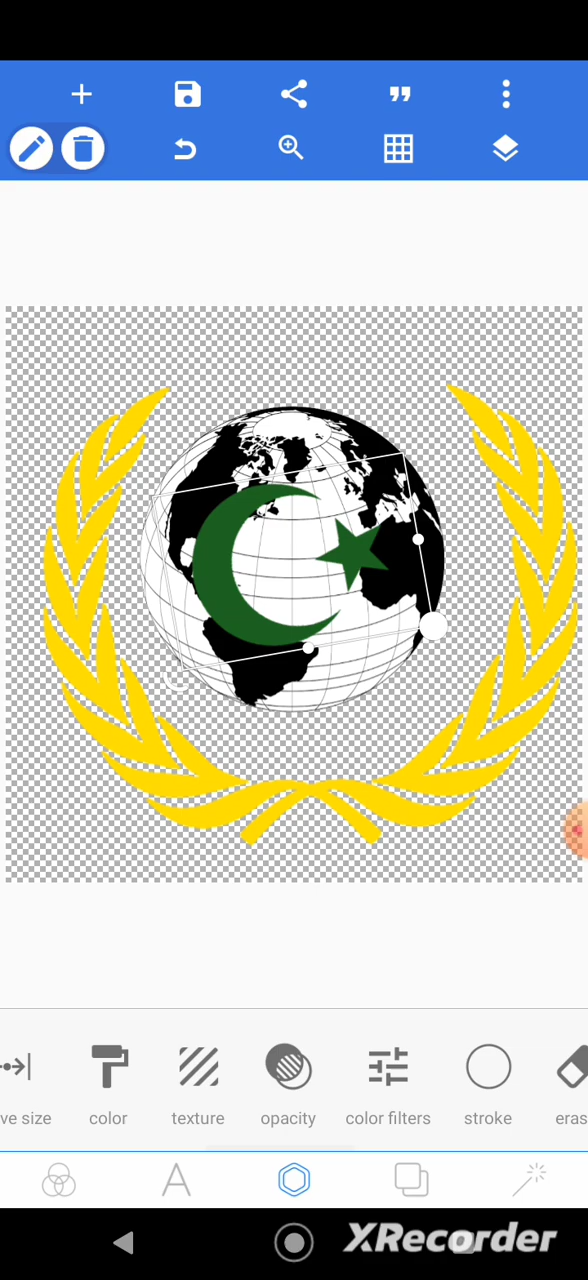 ve size
color
texture
opacity
color filters
stroke
eras
XRecorder